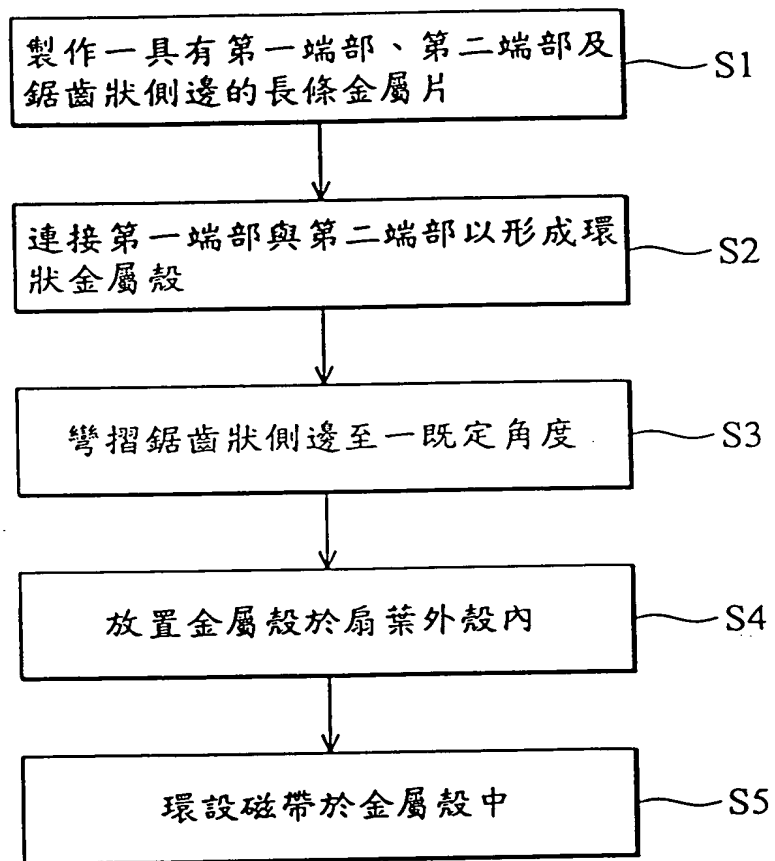 製作一具有第一端部、第二端部及
鋸齒狀側邊的長條金屬片
S1
連接第一端部與第二端部以形成環
狀金屬殼
S2
彎摺鋸齒狀側邊至一既定角度
S3
放置金屬殼於扇葉外殼內
S4
環設磁帶於金屬殼中
S5